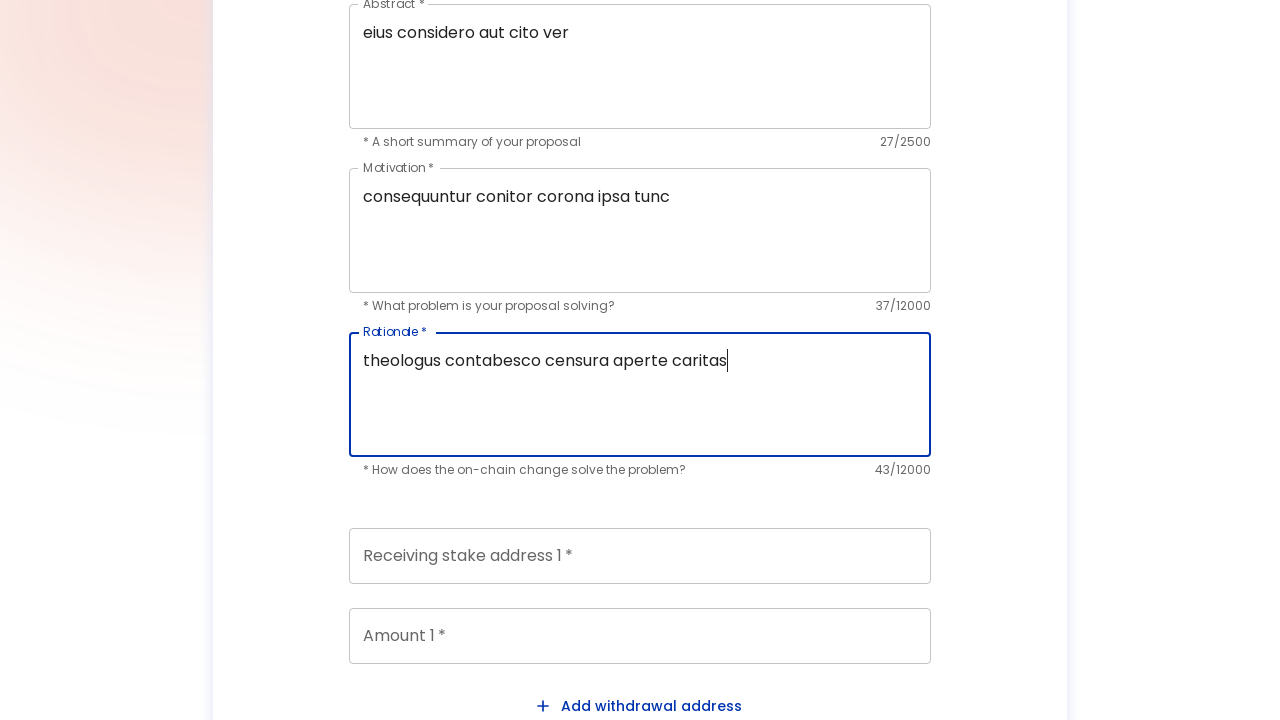 Abstract *
eius considero aut cito ver
* A short summary of your proposal 27/2500
Motivation *
consequuntur conitor corona ipsa tunc
* What problem is your proposal solving? 37/12000
Rationale *
theologus contabesco censura aperte caritas
* How does the on-chain change solve the problem? 43/12000
Receiving stake address 1 *
Amount 1 *
+ Add withdrawal address